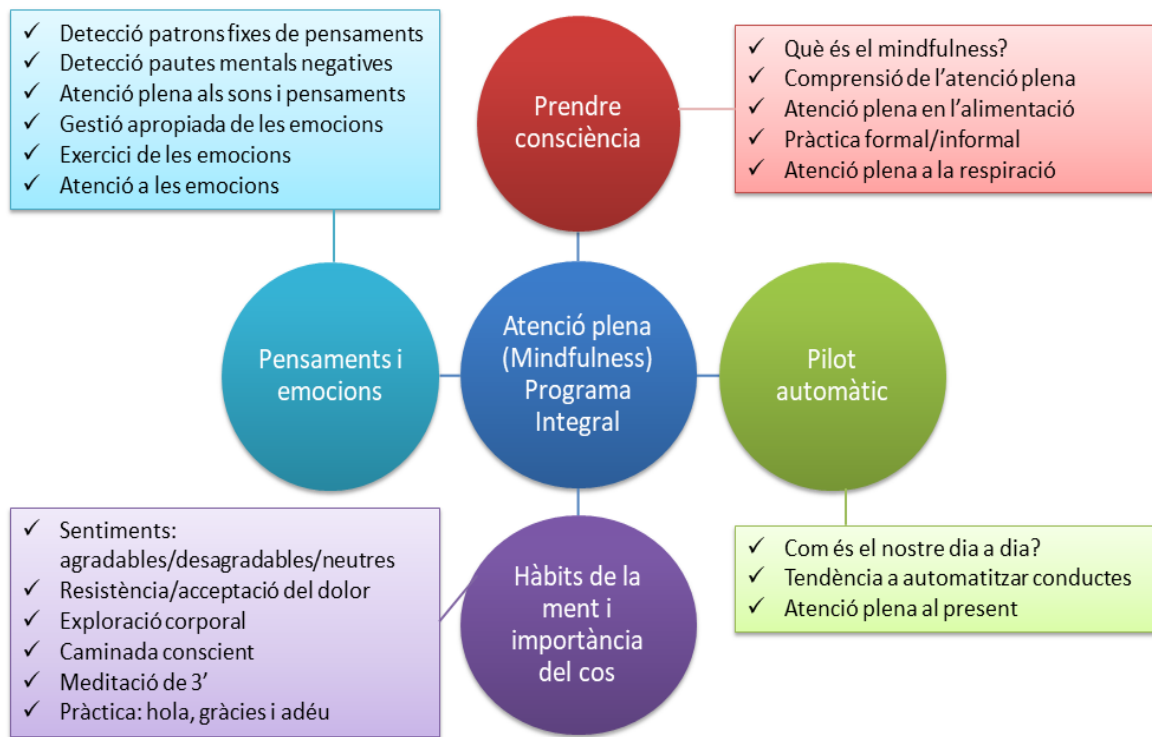 Detecció patrons fixes de pensaments
Detecció pautes mentals negatives
Atenció plena als sons i pensaments
Gestió apropiada de les emocions
Exercici de les emocions
Atenció a les emocions
Prendre
consciència
Què és el mindfulness?
Comprensió de l’atenció plena
Atenció plena en l’alimentació
Pràctica formal/informal
Atenció plena a la respiració
Pensaments i
emocions
Atenció plena
(Mindfulness)
Programa
Integral
Pilot
automàtic
Sentiments:
agradables/desagradables/neutres
Resistència/acceptació del dolor
Exploració corporal
Caminada conscient
Meditació de 3’
Pràctica: hola, gràcies i adéu
Hàbits de la
ment i
importància
del cos
Com és el nostre dia a dia?
Tendència a automatitzar conductes
Atenció plena al present